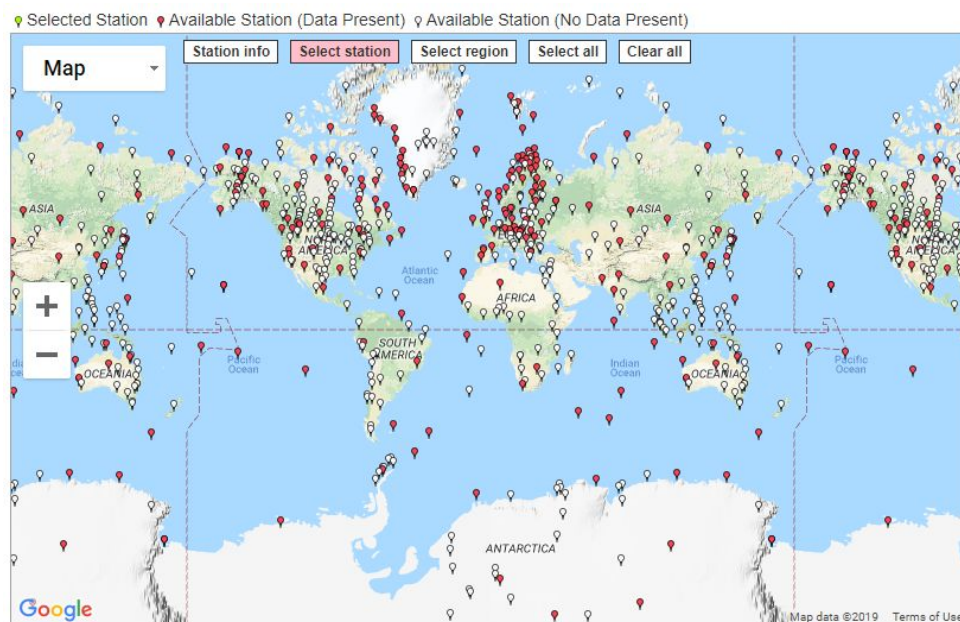 Selected Station Available Station (Data Present) Available Station (No Data Present)
Map
Station info Select station Select region Select all Clear all
ASIA
ASIA
NORTH
AMERICA
Atlantic
Ocean
AFRICA
+
−
SOUTH
AMERICA
OCEANIA
Pacific
Ocean
Indian
Ocean
OCEANIA
Pacific
Ocean
ANTARCTICA
Google
Map data ©2019 Terms of Use